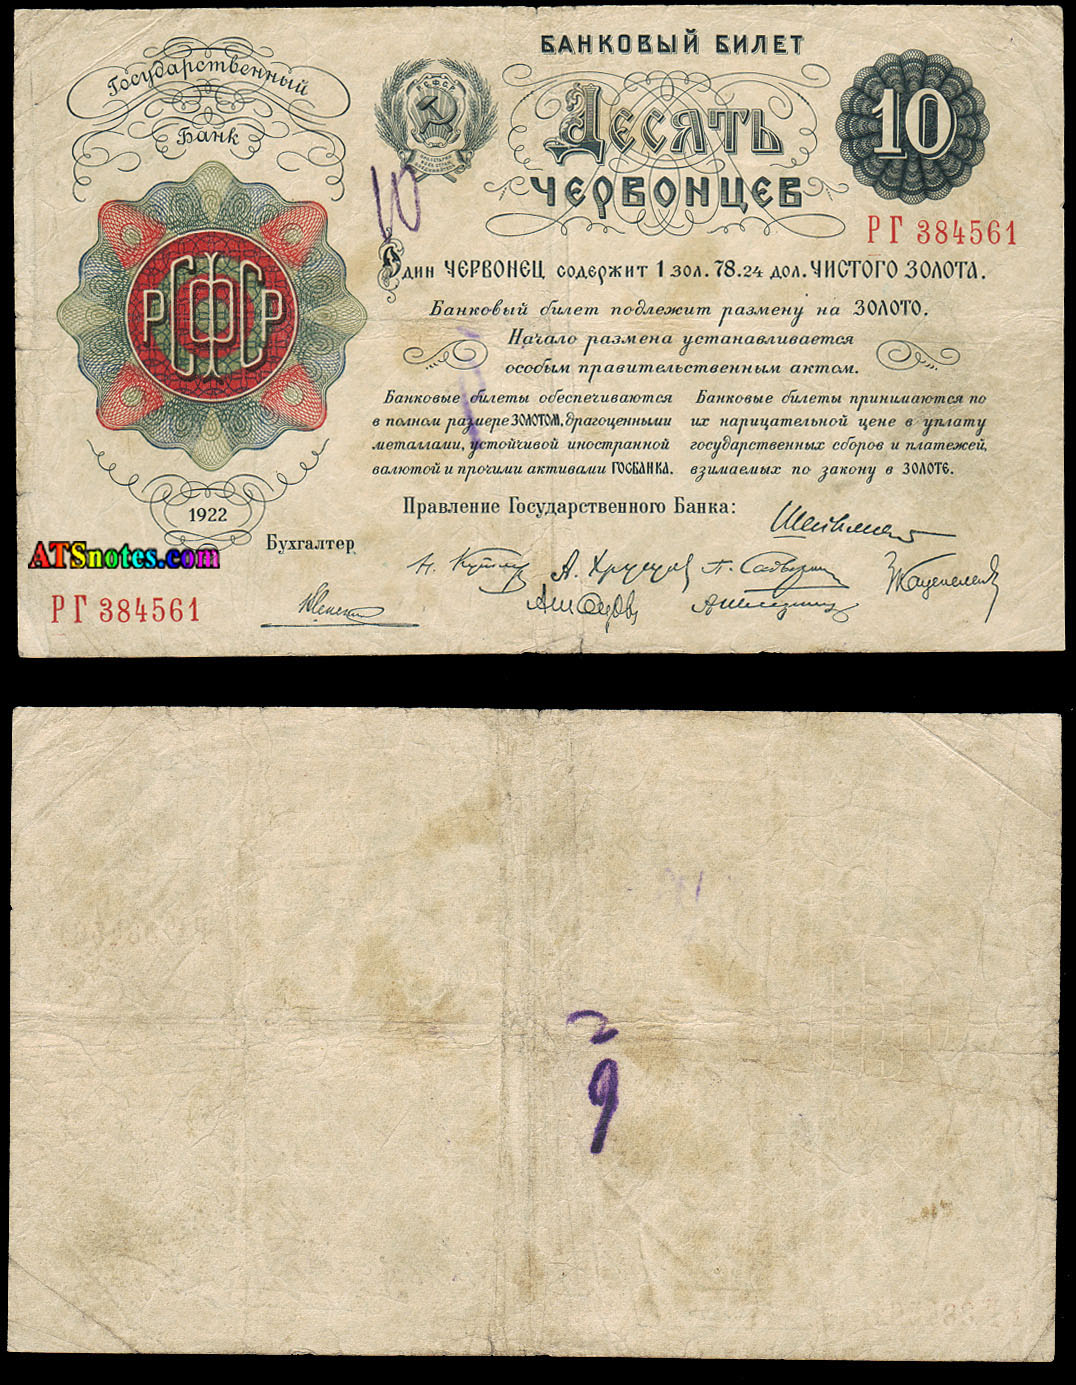 БАНКОВЫЙ БИЛЕТ
Государственный
Банк
РСФСР
Десять
червонцев
10
10
РГ 384561
Один червонец содержит 1 зол. 78.24 дол. чистого золота.
Банковый билет подлежит размену на ЗОЛОТО.
Начало размена устанавливается
особым правительственным актом.
Банковые билеты обеспечиваются
в полном размере ЗОЛОТОМ, драгоценными
металлами, устойчивой иностранной
валютой и прочими активами ГОСБАНКА.
Банковые билеты принимаются по
их нарицательной цене в уплату
государственных сборов и платежей,
взимаемых по закону в ЗОЛОТЕ.
РСФСР
1922
Правление Государственного Банка:
Бухгалтер
ATSnotes.com
РГ 384561